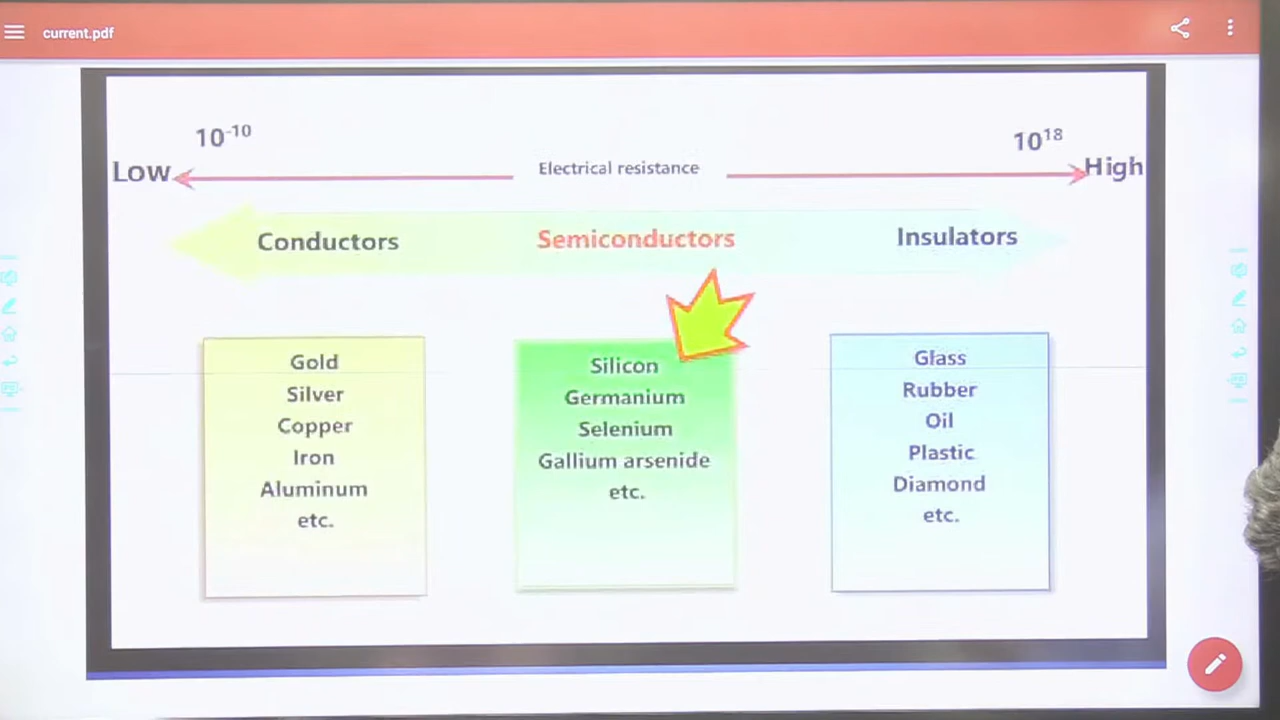 current.pdf
10⁻¹⁰
10¹⁸
Low
Electrical resistance
High
Conductors
Semiconductors
Insulators
Gold
Silver
Copper
Iron
Aluminum
etc.
Silicon
Germanium
Selenium
Gallium arsenide
etc.
Glass
Rubber
Oil
Plastic
Diamond
etc.